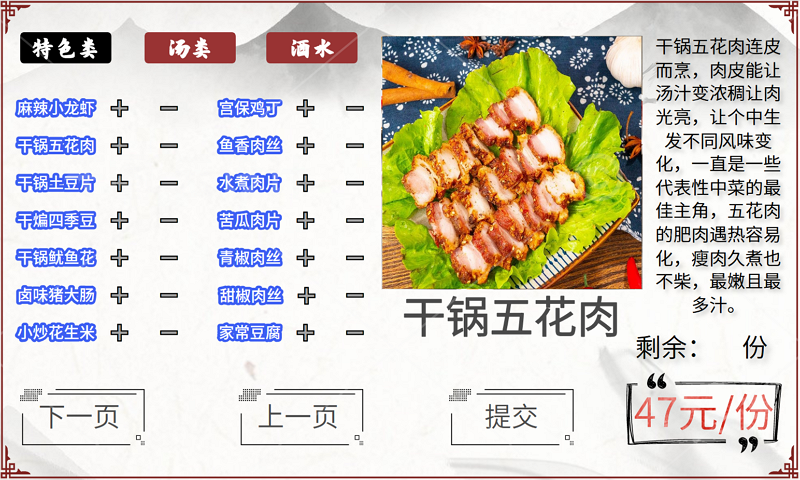 特色类
汤类
酒水
麻辣小龙虾
宫保鸡丁
干锅五花肉
鱼香肉丝
干锅土豆片
水煮肉片
干煸四季豆
苦瓜肉片
干锅鱿鱼花
青椒肉丝
卤味猪大肠
甜椒肉丝
小炒花生米
家常豆腐
干锅五花肉
干锅五花肉连皮
而烹，肉皮能让
汤汁变浓稠让肉
光亮，让个中生
发不同风味变
化，一直是一些
代表性中菜的最
佳主角，五花肉
的肥肉遇热容易
化，瘦肉久煮也
不柴，最嫩且最
多汁。
剩余： 份
47元/份
下一页
上一页
提交